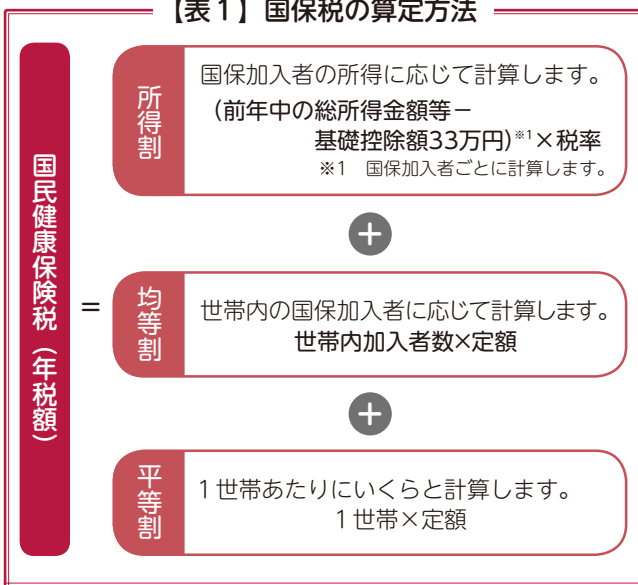 【表１】国保税の算定方法
国民健康保険税（年税額）
＝
所得割
国保加入者の所得に応じて計算します。
（前年中の総所得金額等－
基礎控除額33万円）※1×税率
※1　国保加入者ごとに計算します。
＋
均等割
世帯内の国保加入者に応じて計算します。
世帯内加入者数×定額
＋
平等割
１世帯あたりにいくらと計算します。
１世帯×定額